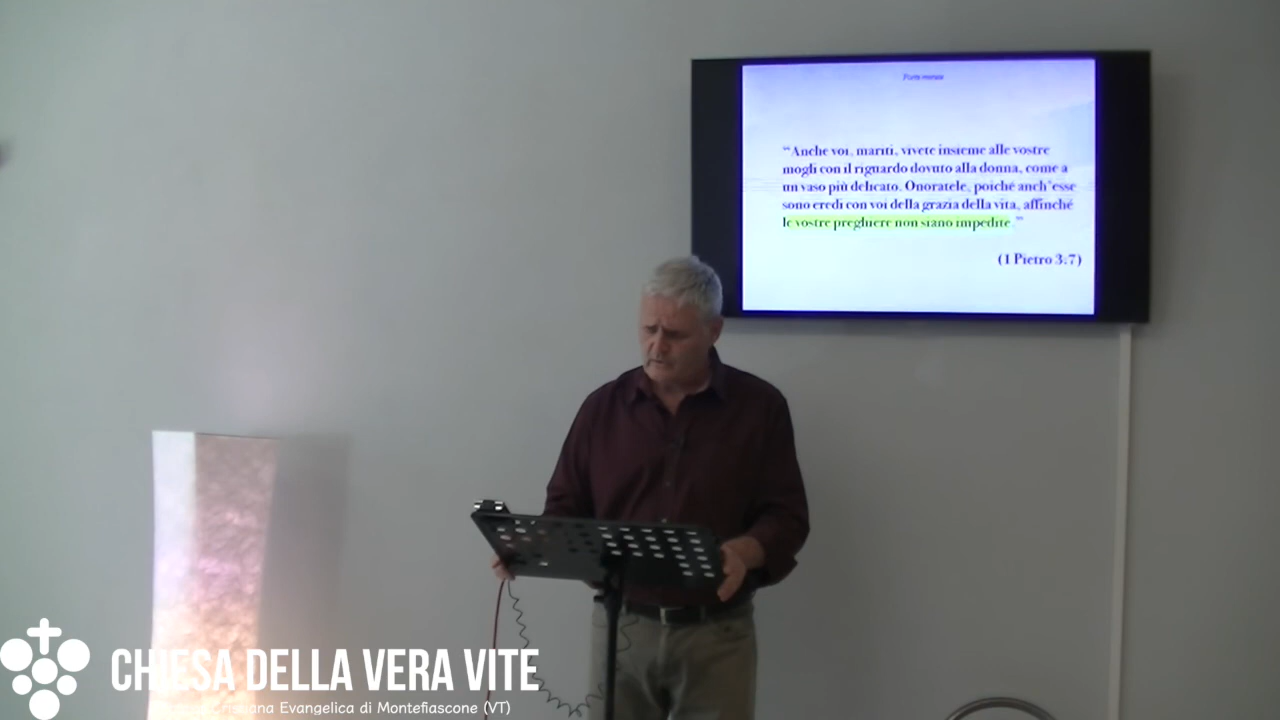 “Anche voi, mariti, vivete insieme alle vostre
mogli con il riguardo dovuto alla donna, come a
un vaso più delicato. Onoratele, poiché anch'esse
sono eredi con voi della grazia della vita, affinché
le vostre preghiere non siano impedite.”
(1 Pietro 3:7)
CHIESA DELLA VERA VITE
Cristiana Evangelica di Montefiascone (VT)